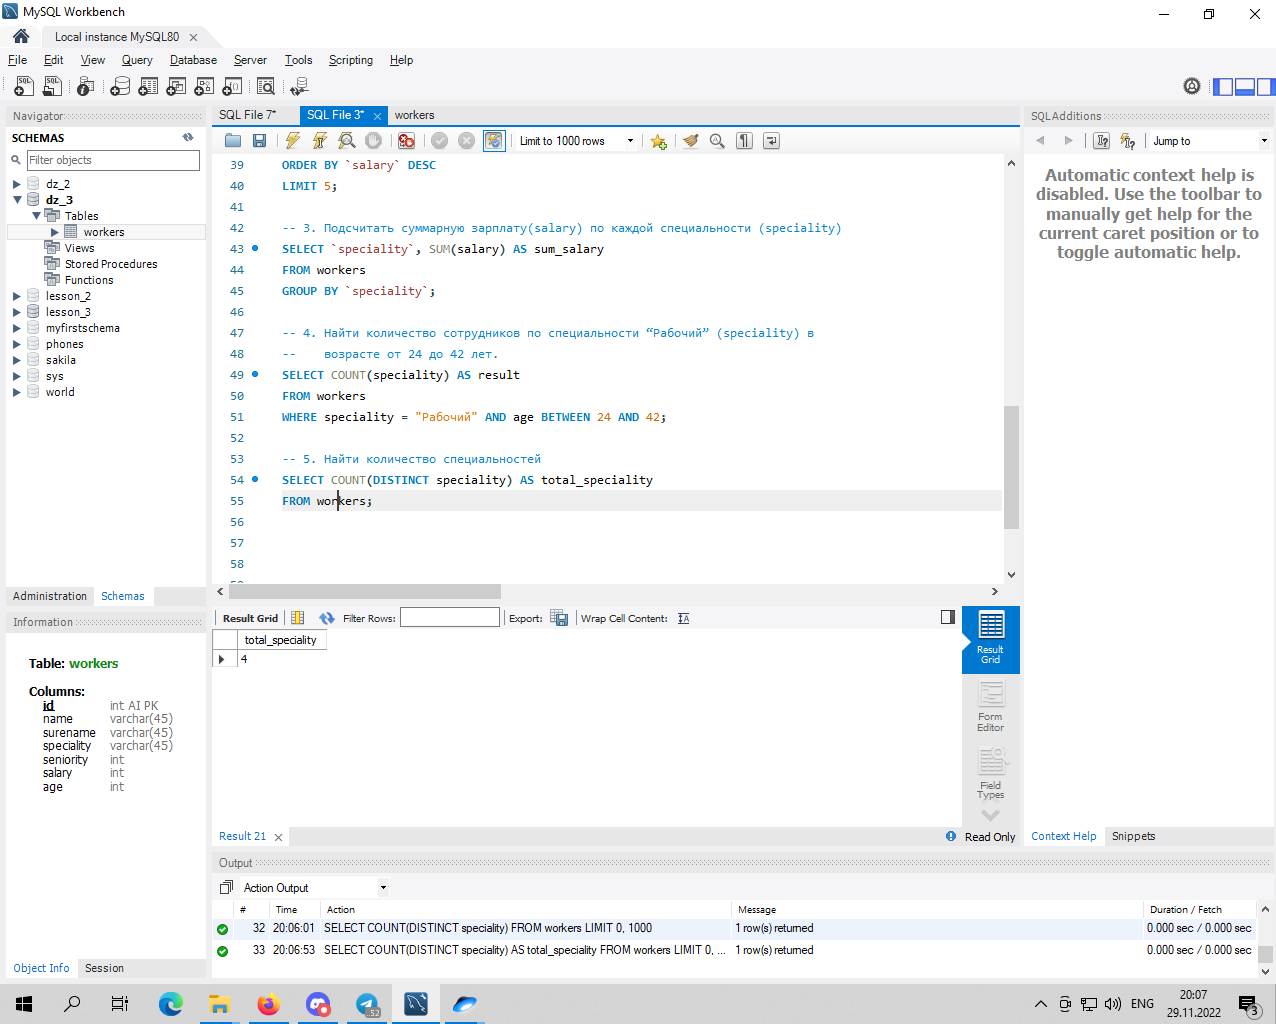 MySQL Workbench
Local instance MySQL80
File Edit View Query Database Server Tools Scripting Help
Navigator
SCHEMAS
Filter objects
dz_2
dz_3
Tables
workers
Views
Stored Procedures
Functions
lesson_2
lesson_3
myfirstschema
phones
sakila
sys
world
Administration Schemas
Information
Table: workers
Columns:
id int AI PK
name varchar(45)
surename varchar(45)
speciality varchar(45)
seniority int
salary int
age int
Object Info Session
SQL File 7* SQL File 3* workers
Limit to 1000 rows
39 ORDER BY `salary` DESC
40 LIMIT 5;
41
42 -- 3. Подсчитать суммарную зарплату(salary) по каждой специальности (speciality)
43 SELECT `speciality`, SUM(salary) AS sum_salary
44 FROM workers
45 GROUP BY `speciality`;
46
47 -- 4. Найти количество сотрудников по специальности “Рабочий” (speciality) в
48 -- возрасте от 24 до 42 лет.
49 SELECT COUNT(speciality) AS result
50 FROM workers
51 WHERE speciality = "Рабочий" AND age BETWEEN 24 AND 42;
52
53 -- 5. Найти количество специальностей
54 SELECT COUNT(DISTINCT speciality) AS total_speciality
55 FROM workers;
56
57
58
Result Grid Filter Rows: Export: Wrap Cell Content:
total_speciality
4
Result Grid
Form Editor
Field Types
Result 21 Read Only
SQLAdditions
Jump to
Automatic context help is
disabled. Use the toolbar to
manually get help for the
current caret position or to
toggle automatic help.
Context Help Snippets
Output
Action Output
# Time Action Message Duration / Fetch
32 20:06:01 SELECT COUNT(DISTINCT speciality) FROM workers LIMIT 0, 1000 1 row(s) returned 0.000 sec / 0.000 sec
33 20:06:53 SELECT COUNT(DISTINCT speciality) AS total_speciality FROM workers LIMIT 0, ... 1 row(s) returned 0.000 sec / 0.000 sec
52
ENG
20:07
29.11.2022
3